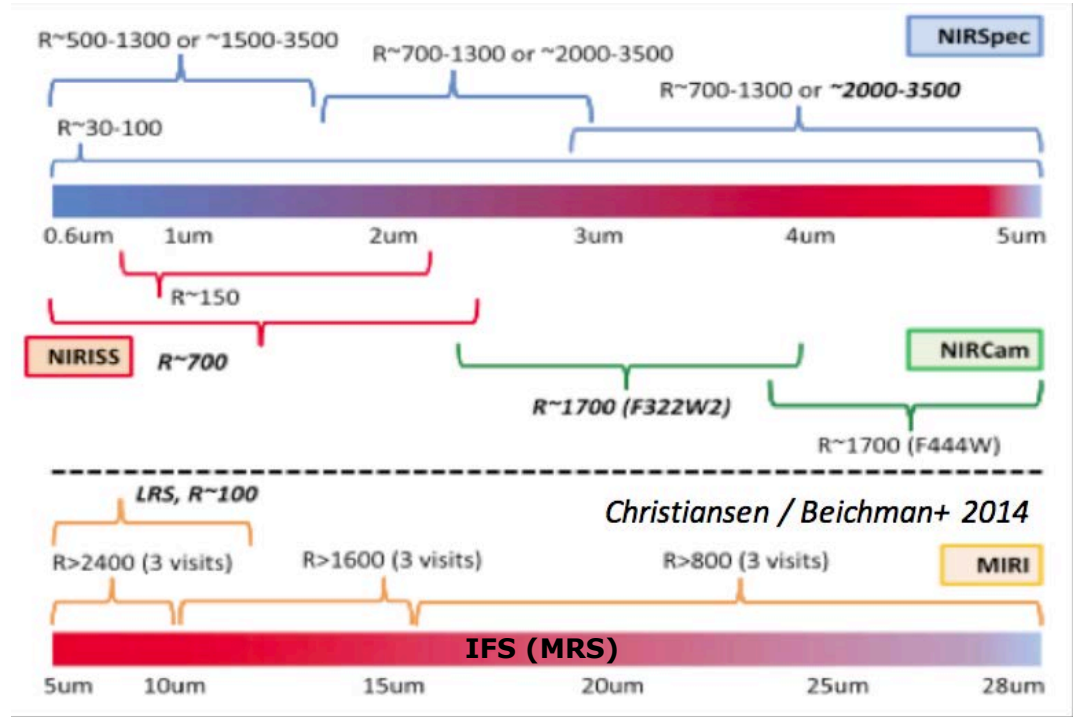 NIRSpec
R~500-1300 or ~1500-3500
R~700-1300 or ~2000-3500
R~700-1300 or ~2000-3500
R~30-100
0.6um 1um 2um 3um 4um 5um
R~150
NIRISS
R~700
NIRCam
R~1700 (F322W2)
R~1700 (F444W)
LRS, R~100
Christiansen / Beichman+ 2014
R>2400 (3 visits) R>1600 (3 visits) R>800 (3 visits)
MIRI
IFS (MRS)
5um 10um 15um 20um 25um 28um